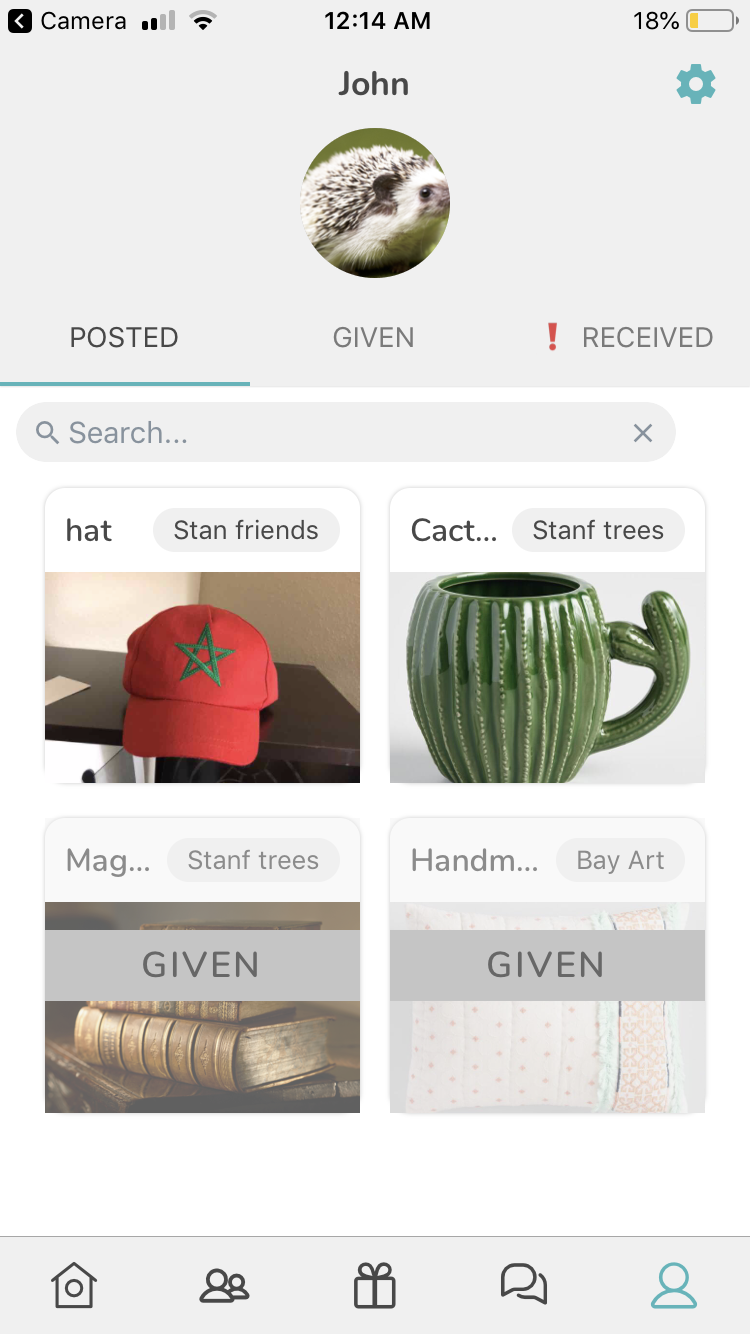 Camera 12:14 AM 18%
John
POSTED GIVEN ❗ RECEIVED
Search...
hat Stan friends Cact... Stanf trees
Mag... Stanf trees Handm... Bay Art
GIVEN GIVEN